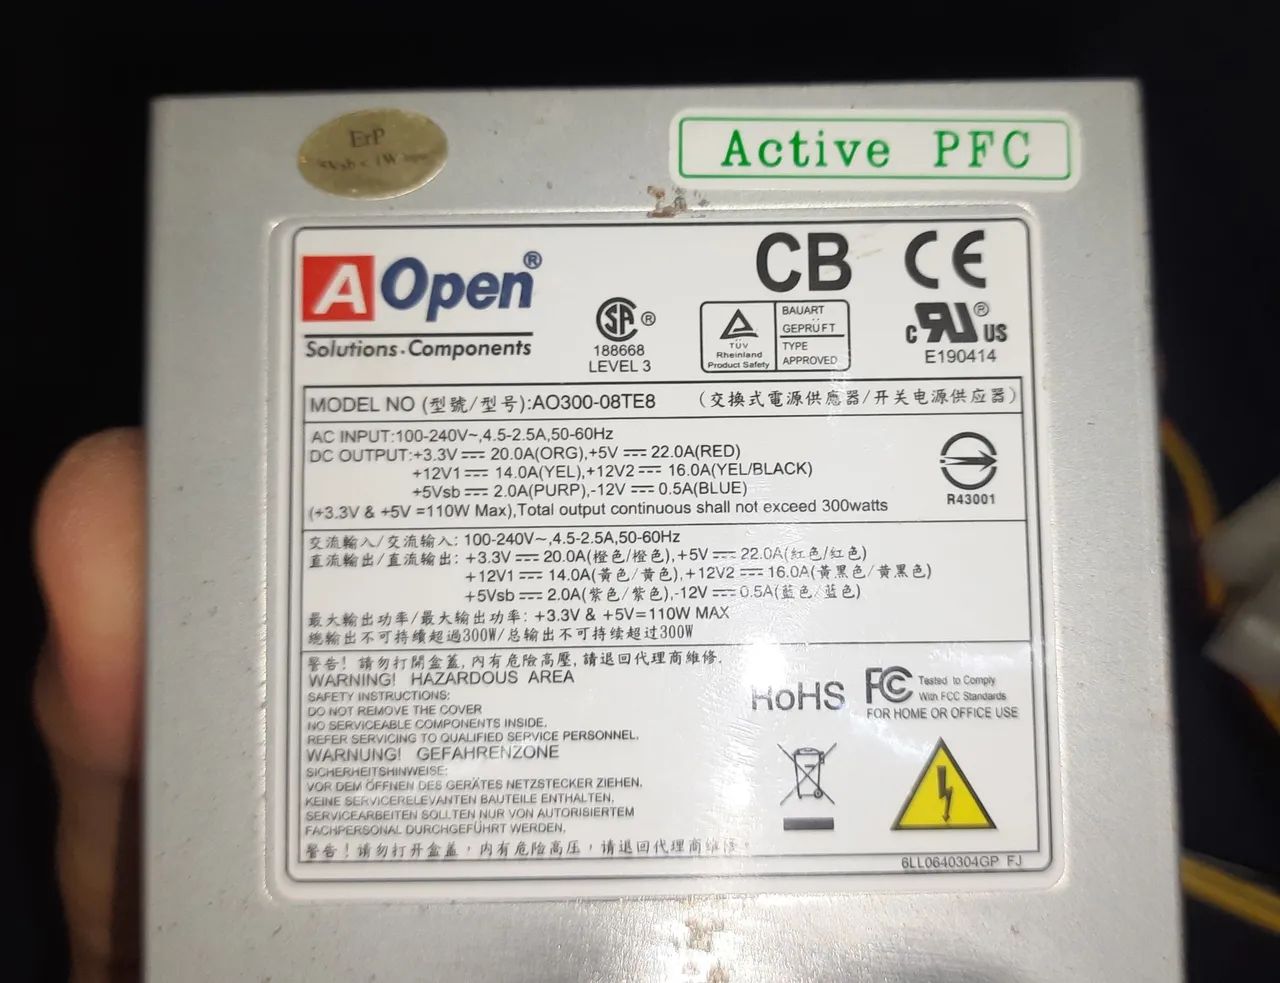 ErP
5Vsb < 1W
Active PFC
AOpen®
Solutions·Components
188668
LEVEL 3
TÜV
Rheinland
Product Safety
BAUART
GEPRÜFT
TYPE
APPROVED
CB
CE
c RU ® US
E190414
MODEL NO (型號/型号):AO300-08TE8 (交換式電源供應器/开关电源供应器)
AC INPUT:100-240V~,4.5-2.5A,50-60Hz
DC OUTPUT:+3.3V⎓20.0A(ORG),+5V⎓22.0A(RED)
+12V1⎓14.0A(YEL),+12V2⎓16.0A(YEL/BLACK)
+5Vsb⎓2.0A(PURP),-12V⎓0.5A(BLUE)
(+3.3V & +5V =110W Max),Total output continuous shall not exceed 300watts
R43001
交流輸入/交流输入: 100-240V~,4.5-2.5A,50-60Hz
直流輸出/直流输出: +3.3V⎓20.0A(橙色/橙色),+5V⎓22.0A(紅色/红色)
+12V1⎓14.0A(黃色/黄色),+12V2⎓16.0A(黃黑色/黄黑色)
+5Vsb⎓2.0A(紫色/紫色),-12V⎓0.5A(藍色/蓝色)
最大輸出功率/最大输出功率: +3.3V & +5V=110W MAX
總輸出不可持續超過300W/总输出不可持续超过300W
警告! 請勿打開盒蓋,內有危險高壓,請退回代理商維修.
WARNING! HAZARDOUS AREA
SAFETY INSTRUCTIONS:
DO NOT REMOVE THE COVER
NO SERVICEABLE COMPONENTS INSIDE.
REFER SERVICING TO QUALIFIED SERVICE PERSONNEL.
WARNUNG! GEFAHRENZONE
SICHERHEITSHINWEISE:
VOR DEM ÖFFNEN DES GERÄTES NETZSTECKER ZIEHEN.
KEINE SERVICERELEVANTEN BAUTEILE ENTHALTEN.
SERVICEARBEITEN SOLLTEN NUR VON AUTORISIERTEM
FACHPERSONAL DURCHGEFÜHRT WERDEN.
警告！请勿打开盒盖，内有危险高压，请退回代理商维修。
RoHS
FC Tested to Comply
With FCC Standards
FOR HOME OR OFFICE USE
6LL0640304GP FJ